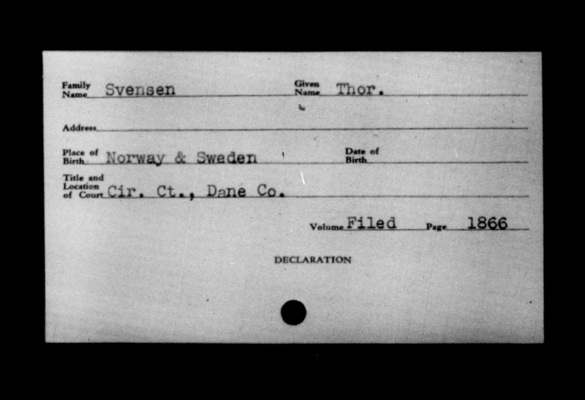 Family Name Svensen Given Name Thor.
Address
Place of Birth Norway & Sweden Date of Birth
Title and Location of Court Cir. Ct., Dane Co.
Volume Filed Page 1866
DECLARATION